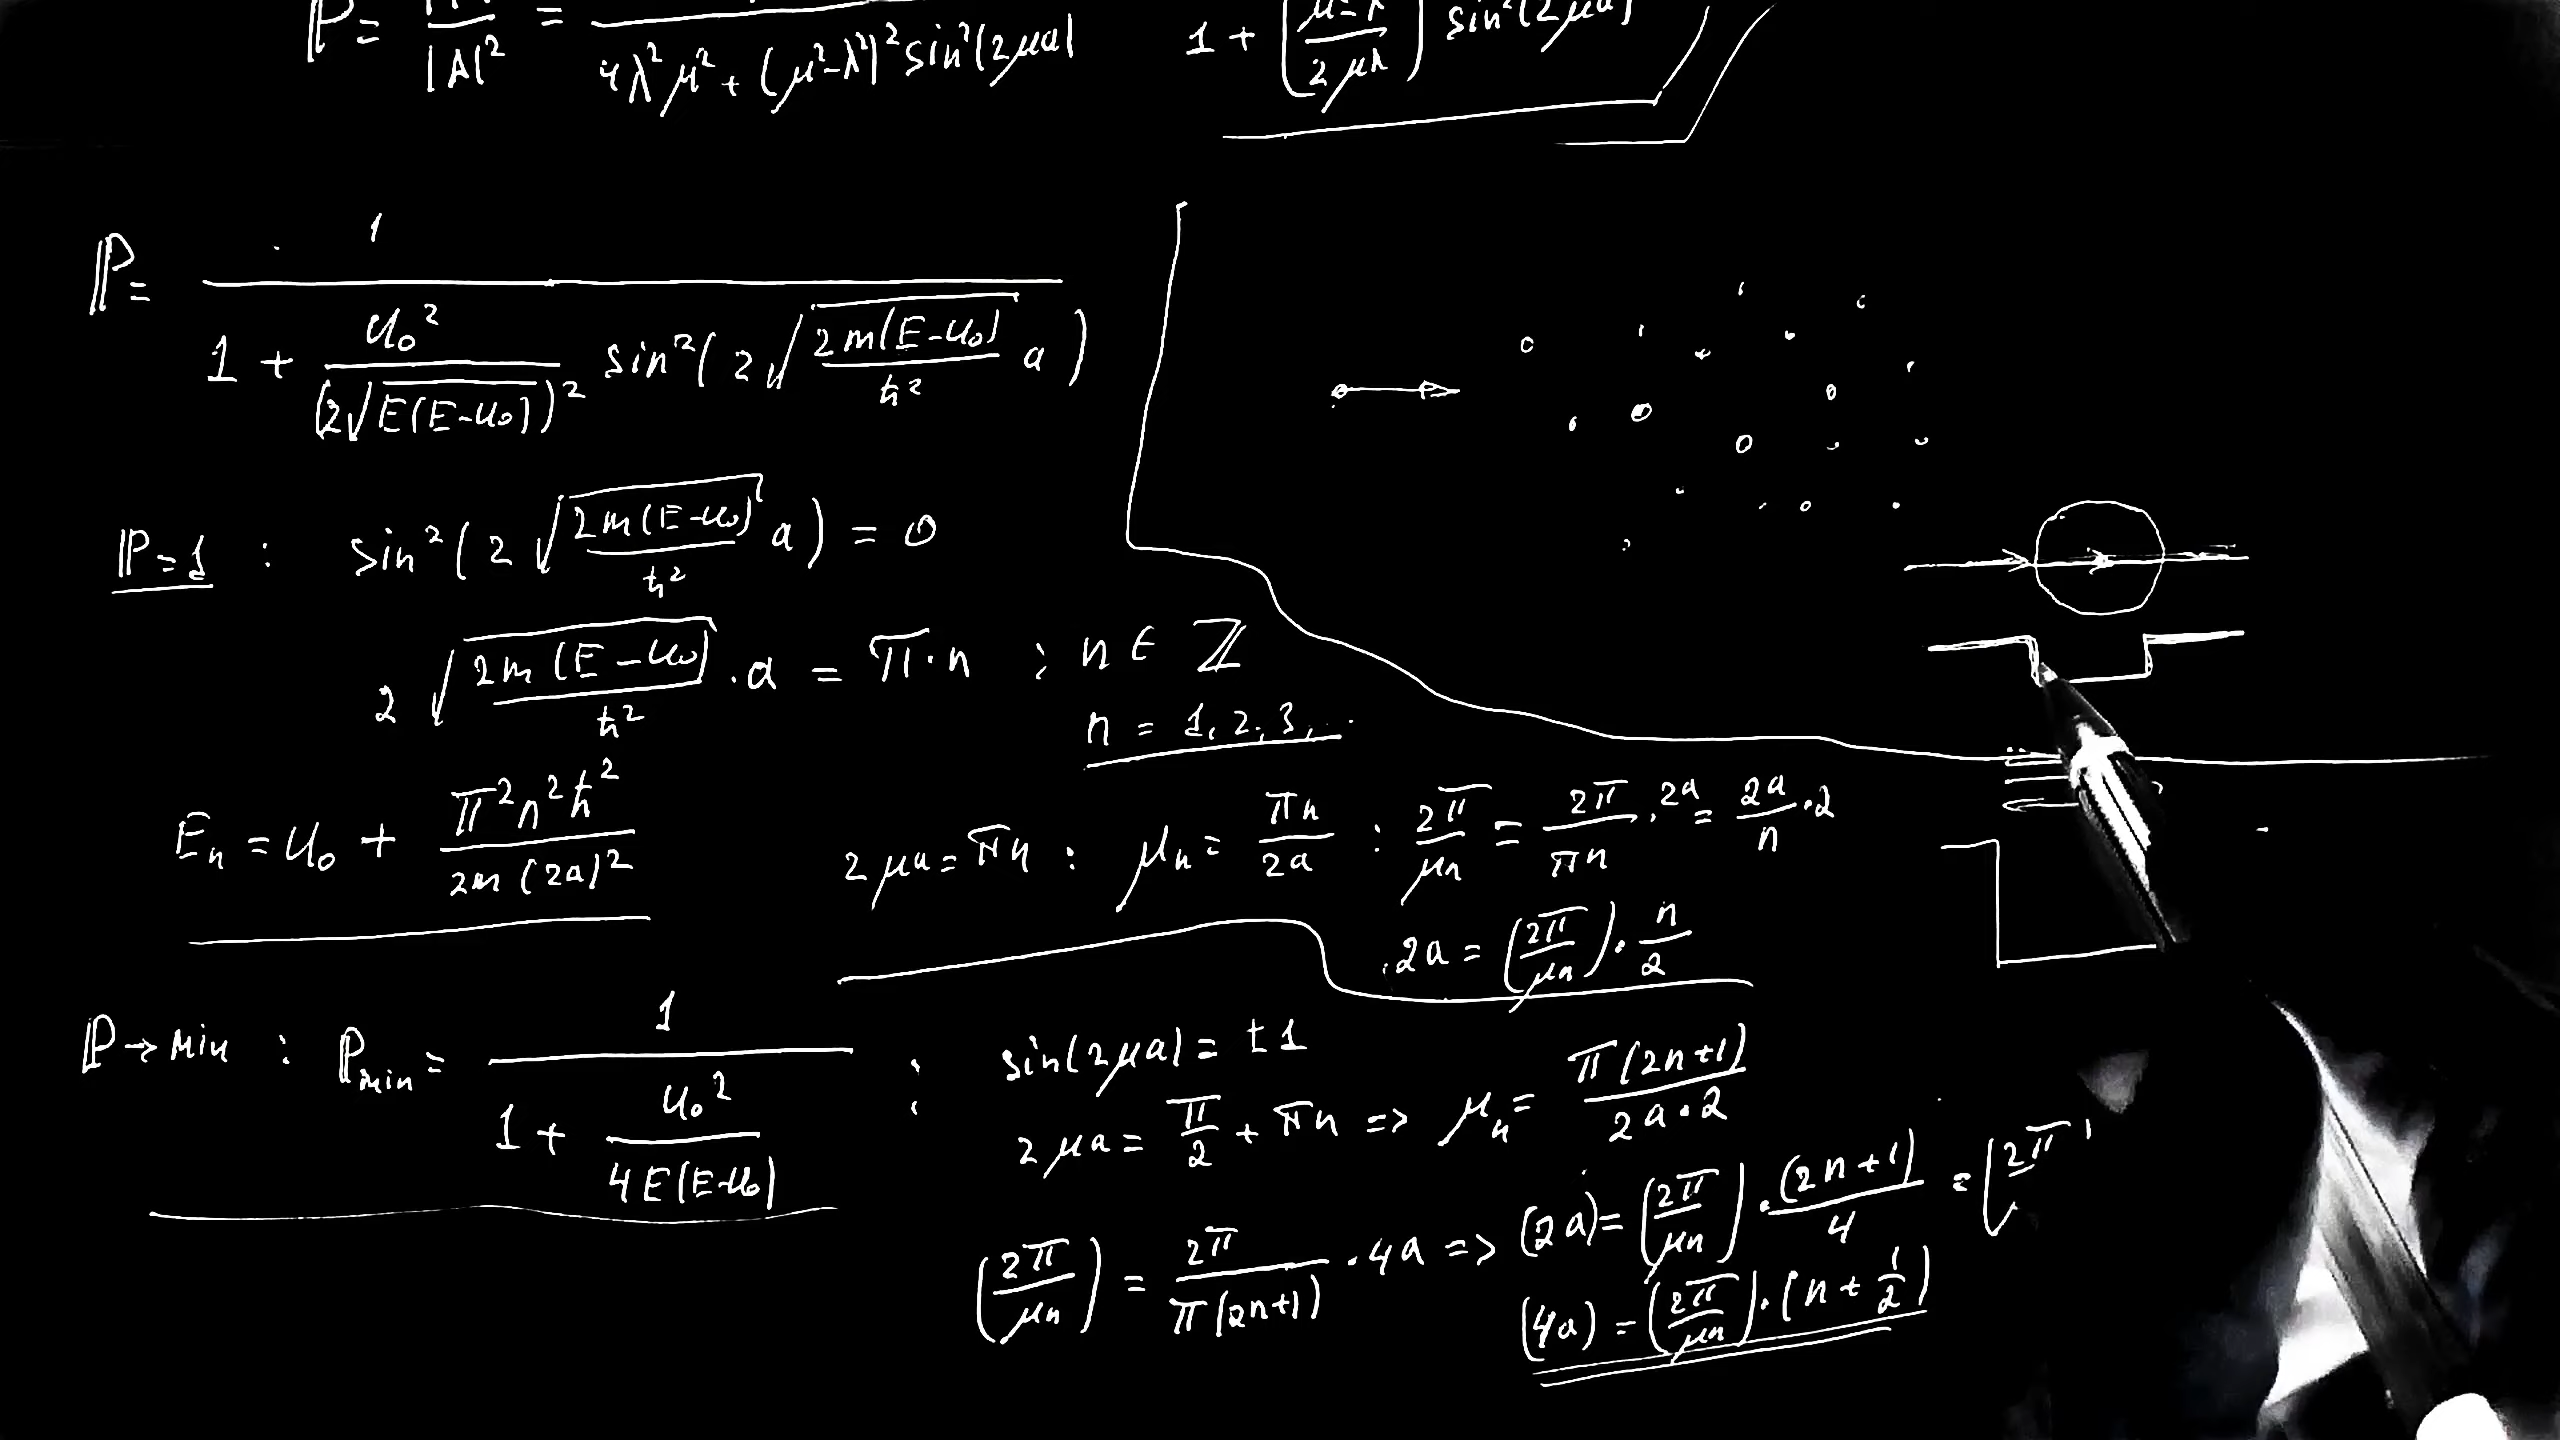 ℙ = |A|² = 4λ²μ² + (μ²-λ²)² sin²(2μa) 1 + (μ²-λ² / 2μλ)² sin²(2μa)
ℙ = 1 / (1 + U₀² / (2√(E(E-U₀)))² sin²(2√(2m(E-U₀)/ħ²) a))
ℙ=1 : sin²(2√(2m(E-U₀)/ħ²) a) = 0
2√(2m(E-U₀)/ħ²) · a = π·n ; n ∈ ℤ
n = 1, 2, 3, ...
Eₙ = U₀ + π²n²ħ² / 2m(2a)²
2μa = πn : μₙ = πn/2a : 2π/μₙ = 2π/πn · 2a = 2a/n · 2
2a = (2π/μₙ) · n/2
ℙ → min : ℙmin = 1 / (1 + U₀² / 4E(E-U₀)) ; sin(2μa) = ±1
2μa = π/2 + πn => μₙ = π(2n+1) / 2a·2
(2π/μₙ) = 2π / π(2n+1) · 4a => (2a) = (2π/μₙ) · (2n+1)/4 = (2π
(4a) = (2π/μₙ) · (n + 1/2)